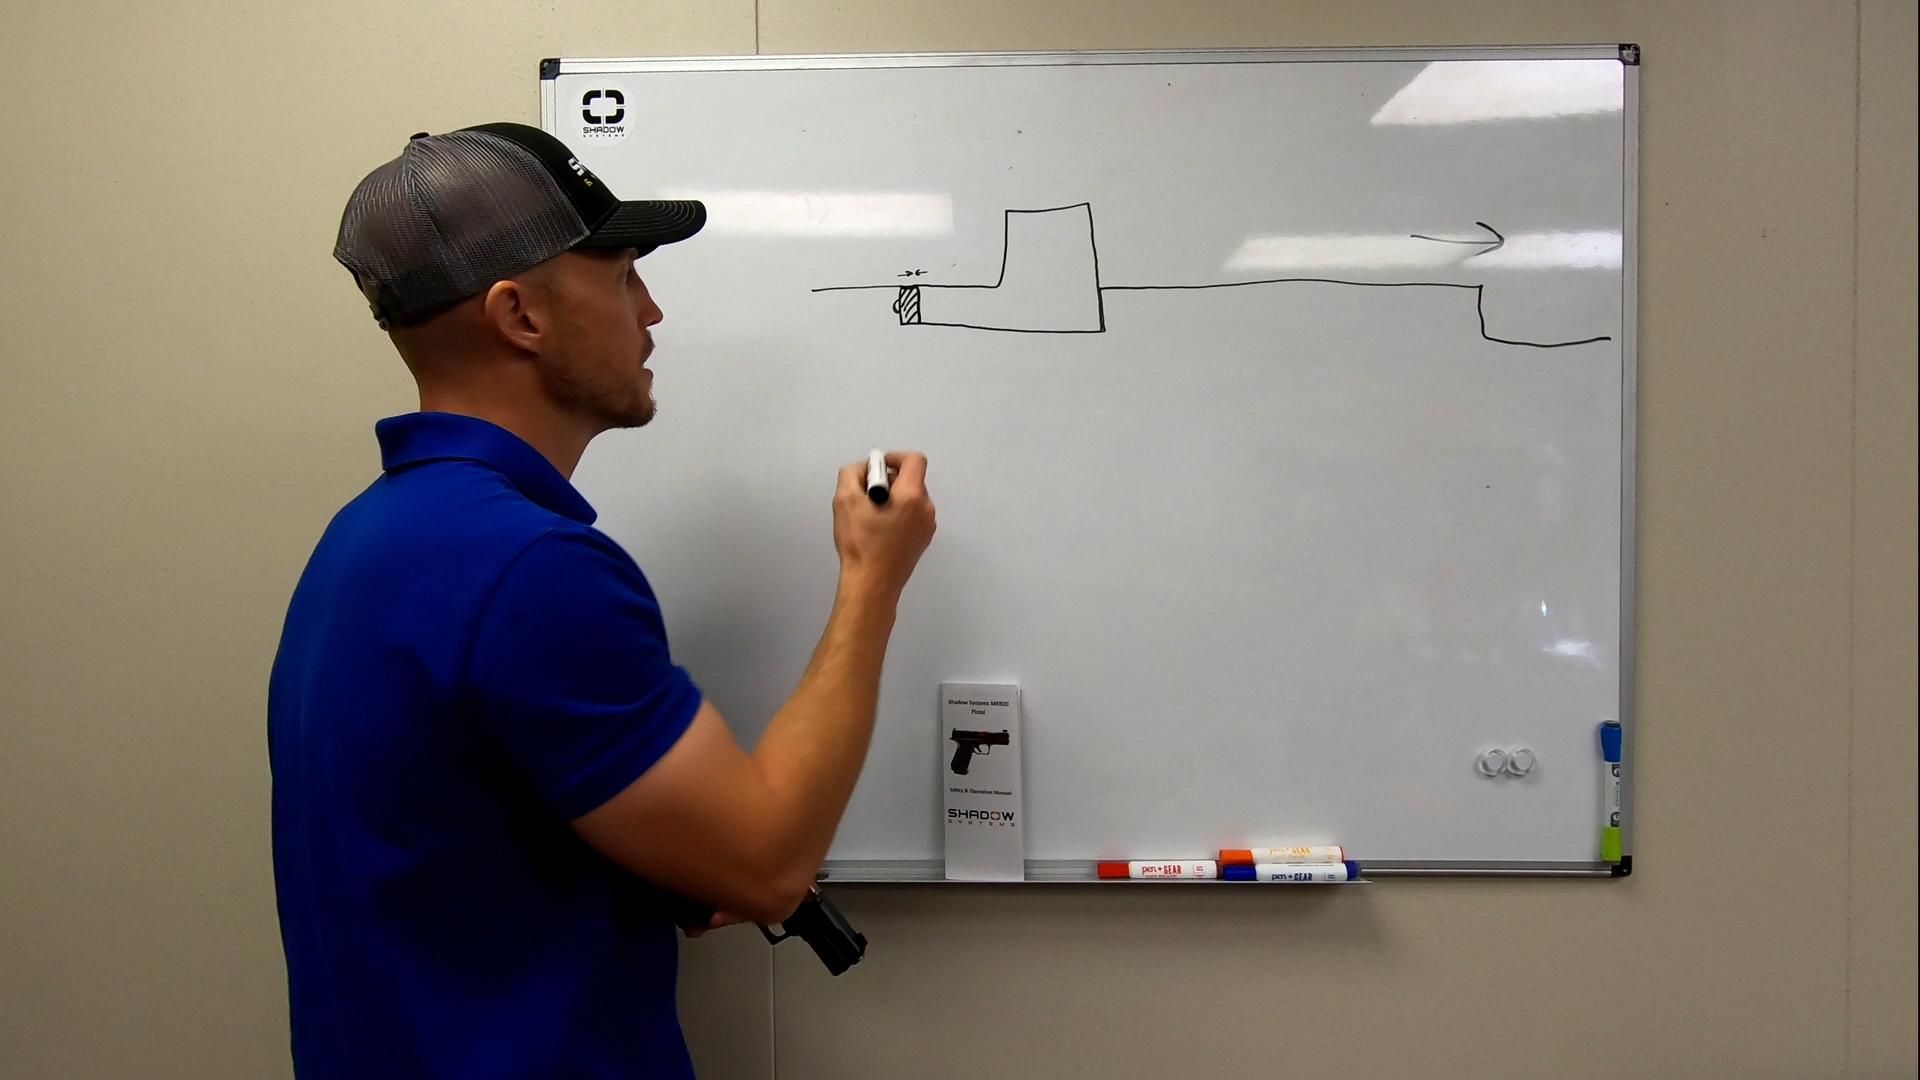 SHADOW
SYSTEMS
Shadow Systems MR920
Pistol
Safety & Operation Manual
SHADOW
SYSTEMS
pen+GEAR
pen+GEAR
pen+GEAR